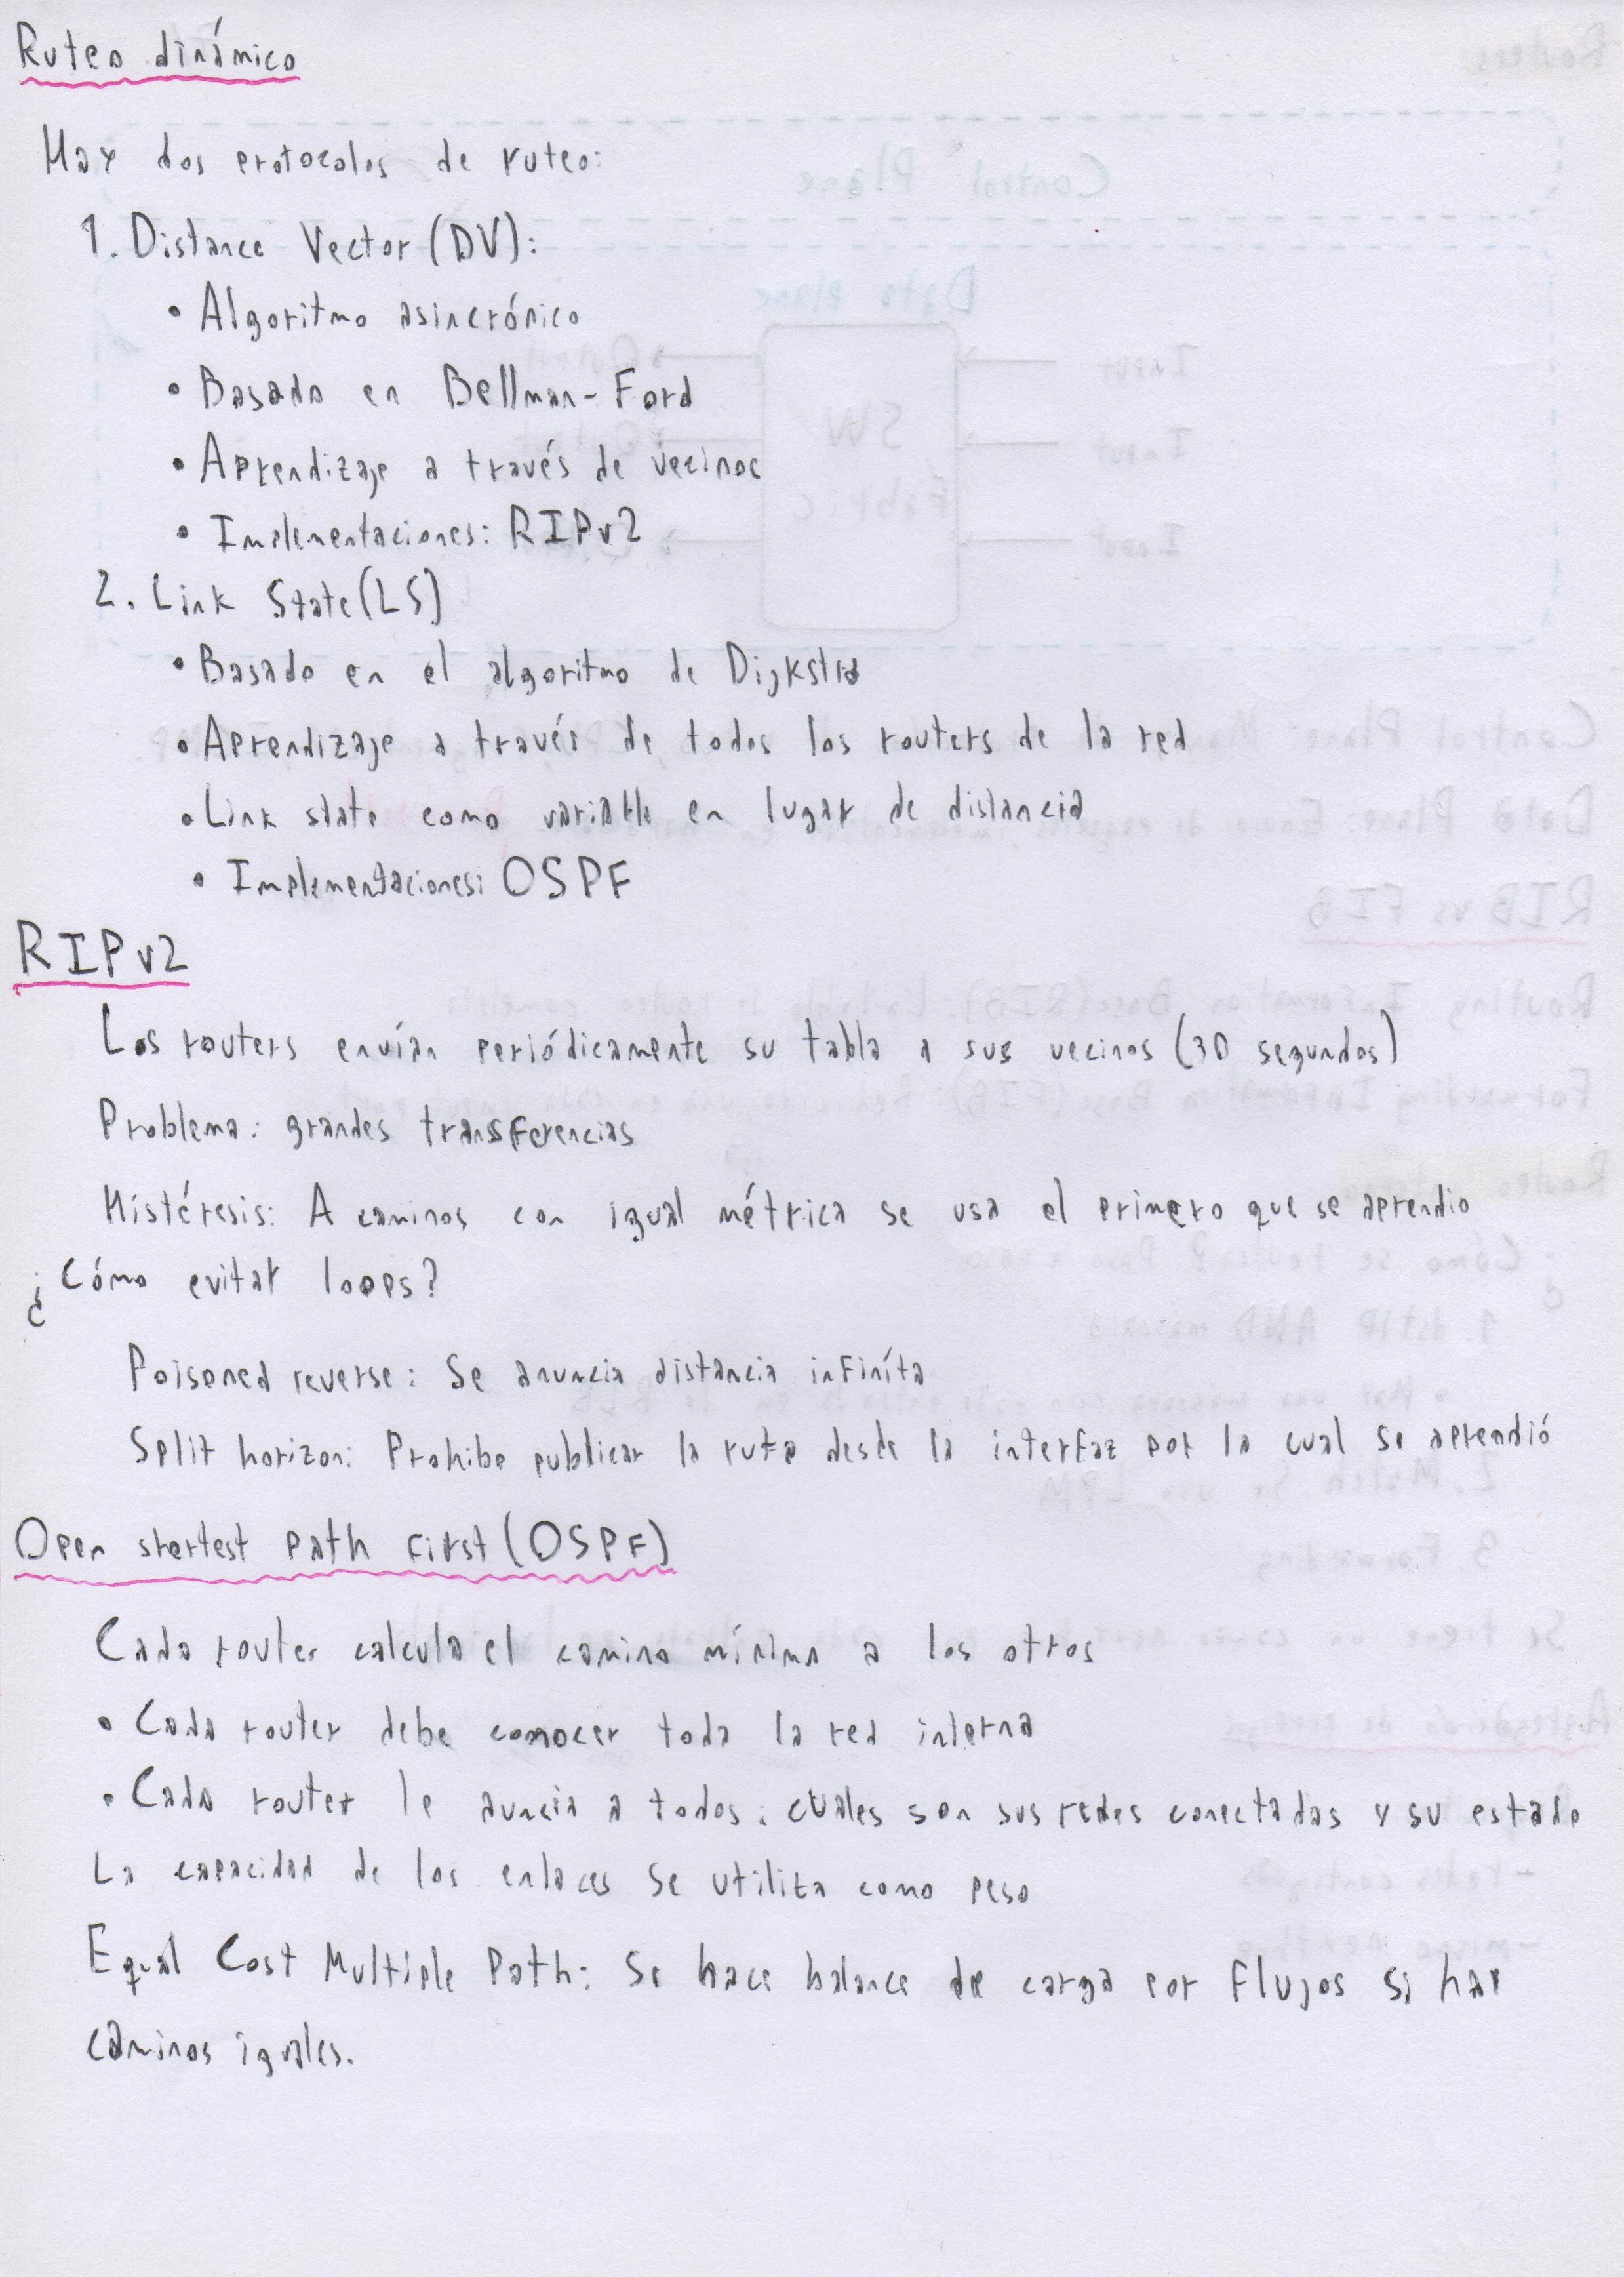 Ruteo dinámico
Hay dos protocolos de ruteo:
1. Distance Vector (DV):
• Algoritmo asincrónico
• Basado en Bellman-Ford
• Aprendizaje a través de vecinos
• Implementaciones: RIPv2
2. Link State (LS)
• Basado en el algoritmo de Dijkstra
• Aprendizaje a través de todos los routers de la red
• Link state como variable en lugar de distancia
• Implementaciones: OSPF
RIPv2
Los routers envían periódicamente su tabla a sus vecinos (30 segundos)
Problema: grandes transferencias
Histéresis: A caminos con igual métrica se usa el primero que se aprendio
¿Cómo evitar loops?
Poisoned reverse: Se anuncia distancia infinita
Split horizon: Prohibe publicar la ruta desde la interfaz por la cual se aprendió
Open shortest path first (OSPF)
Cada router calcula el camino mínimo a los otros
• Cada router debe conocer toda la red interna
• Cada router le anuncia a todos: cuales son sus redes conectadas y su estado
La capacidad de los enlaces se utiliza como peso
Equal Cost Multiple Path: Se hace balance de carga por flujos si hay
caminos iguales.